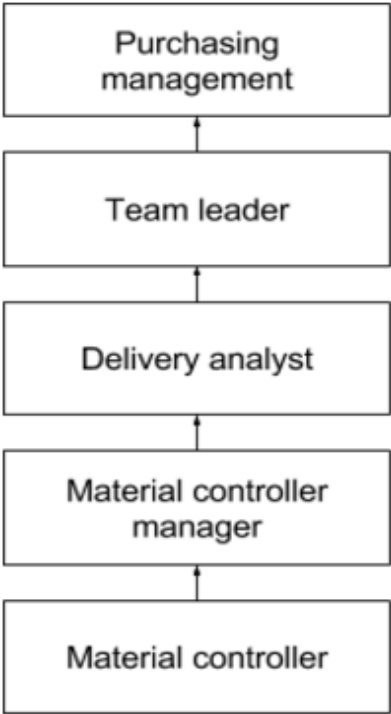 Purchasing
management
Team leader
Delivery analyst
Material controller
manager
Material controller